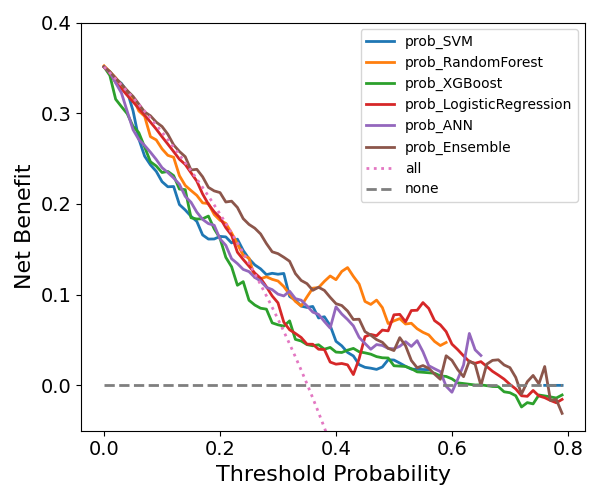 0.4
0.3
0.2
0.1
0.0
Net Benefit
prob_SVM
prob_RandomForest
prob_XGBoost
prob_LogisticRegression
prob_ANN
prob_Ensemble
all
none
0.0 0.2 0.4 0.6 0.8
Threshold Probability